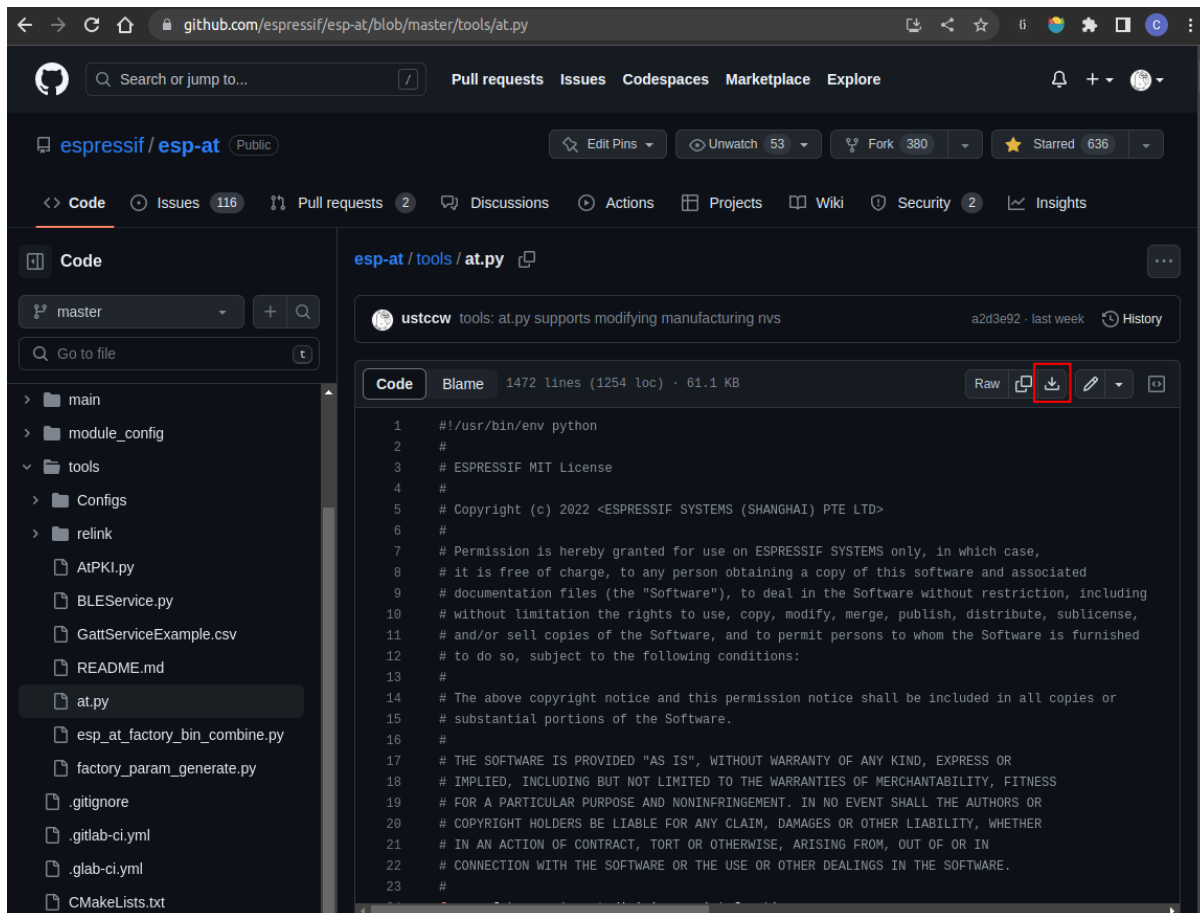 github.com/espressif/esp-at/blob/master/tools/at.py
C
Search or jump to...
/
Pull requests Issues Codespaces Marketplace Explore
espressif / esp-at Public
Edit Pins
Unwatch 53
Fork 380
Starred 636
Code
Issues 116
Pull requests 2
Discussions
Actions
Projects
Wiki
Security 2
Insights
Code
master
Go to file t
main
module_config
tools
Configs
relink
AtPKI.py
BLEService.py
GattServiceExample.csv
README.md
at.py
esp_at_factory_bin_combine.py
factory_param_generate.py
.gitignore
.gitlab-ci.yml
.glab-ci.yml
CMakeLists.txt
esp-at / tools / at.py
ustccw tools: at.py supports modifying manufacturing nvs a2d3e92 · last week History
Code Blame 1472 lines (1254 loc) · 61.1 KB Raw
1 #!/usr/bin/env python
2 #
3 # ESPRESSIF MIT License
4 #
5 # Copyright (c) 2022 <ESPRESSIF SYSTEMS (SHANGHAI) PTE LTD>
6 #
7 # Permission is hereby granted for use on ESPRESSIF SYSTEMS only, in which case,
8 # it is free of charge, to any person obtaining a copy of this software and associated
9 # documentation files (the "Software"), to deal in the Software without restriction, including
10 # without limitation the rights to use, copy, modify, merge, publish, distribute, sublicense,
11 # and/or sell copies of the Software, and to permit persons to whom the Software is furnished
12 # to do so, subject to the following conditions:
13 #
14 # The above copyright notice and this permission notice shall be included in all copies or
15 # substantial portions of the Software.
16 #
17 # THE SOFTWARE IS PROVIDED "AS IS", WITHOUT WARRANTY OF ANY KIND, EXPRESS OR
18 # IMPLIED, INCLUDING BUT NOT LIMITED TO THE WARRANTIES OF MERCHANTABILITY, FITNESS
19 # FOR A PARTICULAR PURPOSE AND NONINFRINGEMENT. IN NO EVENT SHALL THE AUTHORS OR
20 # COPYRIGHT HOLDERS BE LIABLE FOR ANY CLAIM, DAMAGES OR OTHER LIABILITY, WHETHER
21 # IN AN ACTION OF CONTRACT, TORT OR OTHERWISE, ARISING FROM, OUT OF OR IN
22 # CONNECTION WITH THE SOFTWARE OR THE USE OR OTHER DEALINGS IN THE SOFTWARE.
23 #